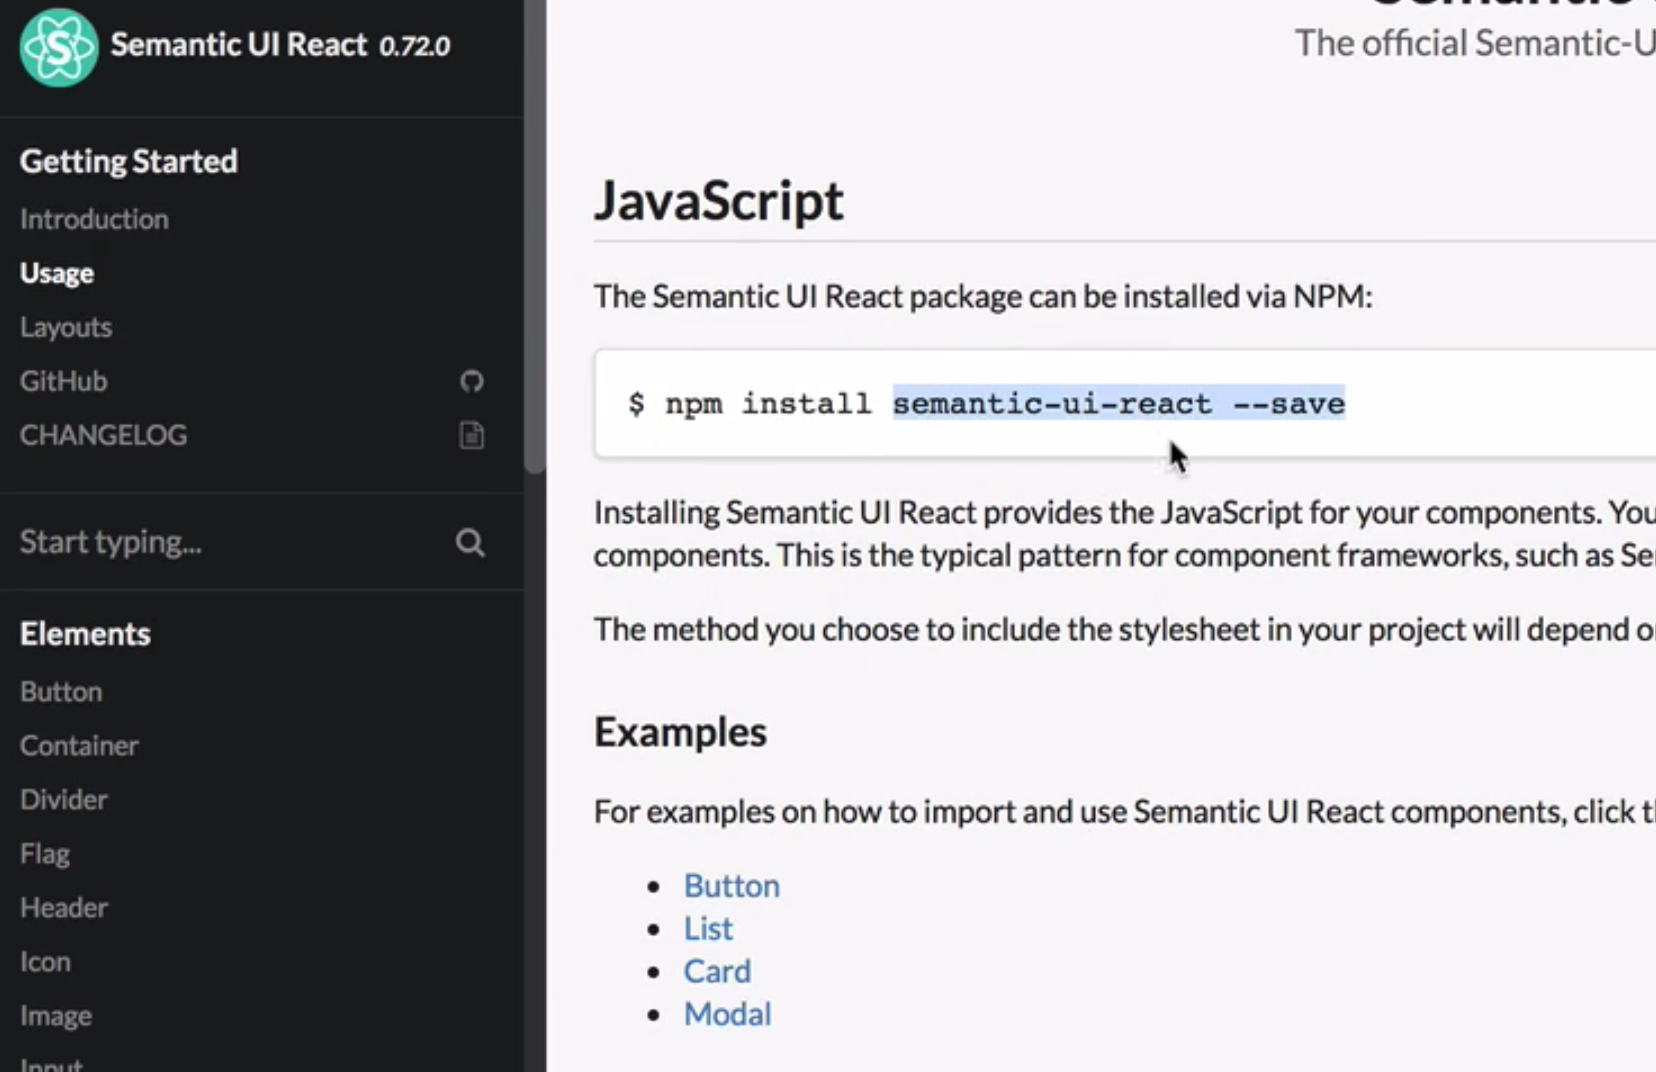 Semantic UI React 0.72.0
Getting Started
Introduction
Usage
Layouts
GitHub
CHANGELOG
Start typing...
Elements
Button
Container
Divider
Flag
Header
Icon
Image
Input
Semantic
The official Semantic-U
JavaScript
The Semantic UI React package can be installed via NPM:
$ npm install semantic-ui-react --save
Installing Semantic UI React provides the JavaScript for your components. You
components. This is the typical pattern for component frameworks, such as Se
The method you choose to include the stylesheet in your project will depend o
Examples
For examples on how to import and use Semantic UI React components, click t
• Button
• List
• Card
• Modal